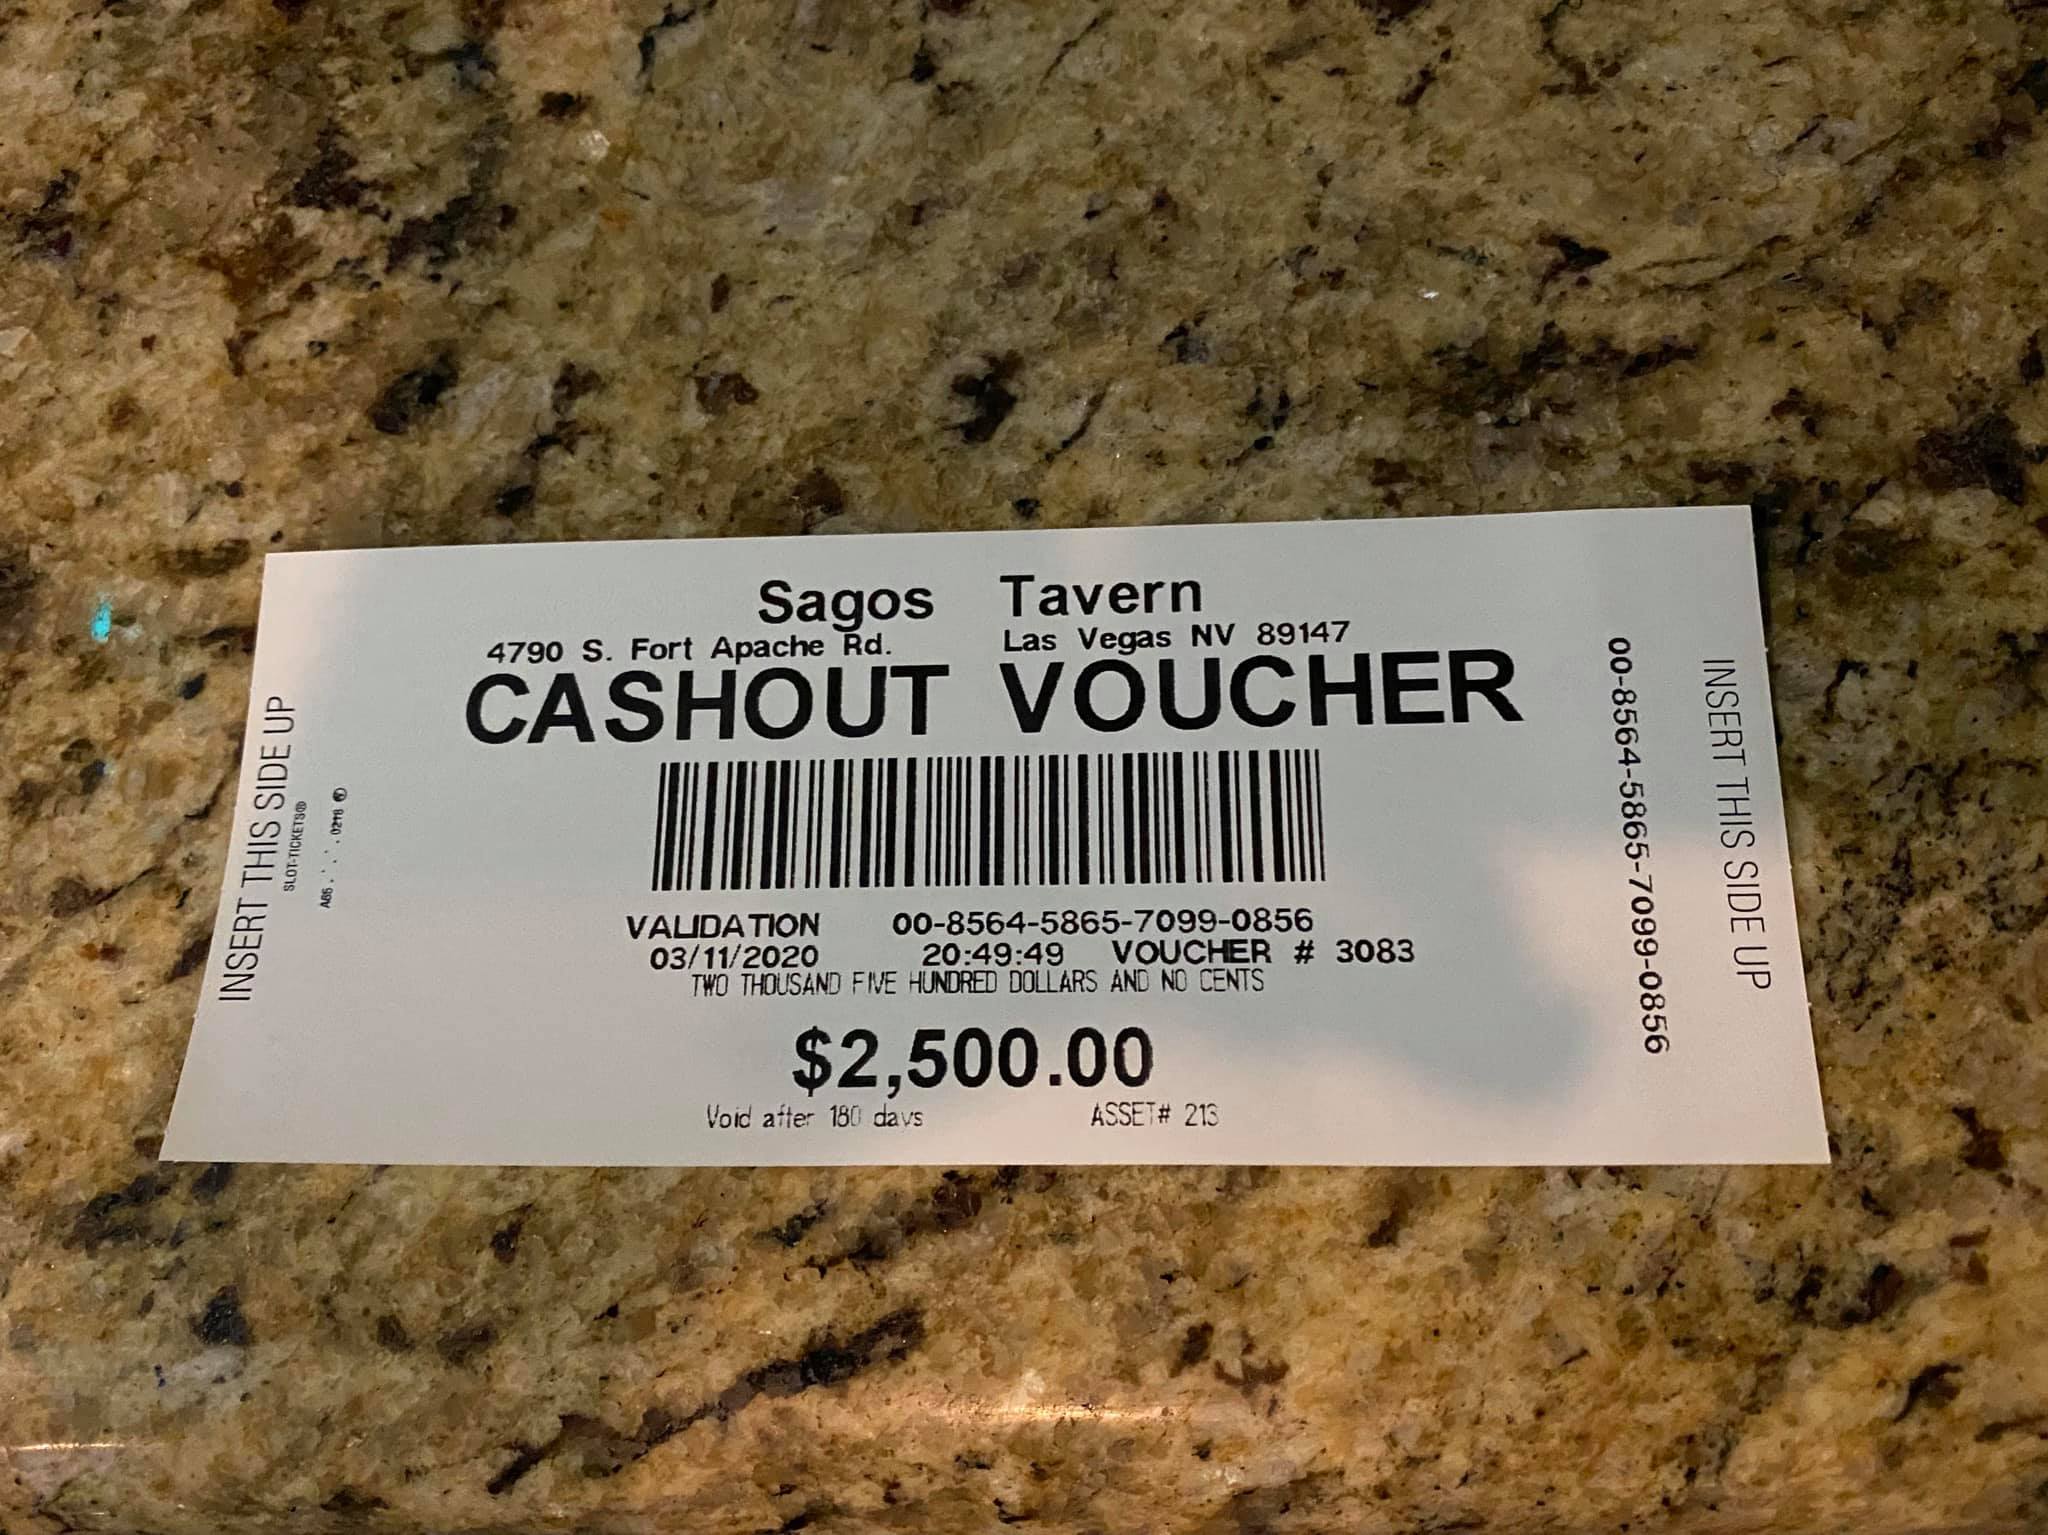 Sagos Tavern
4790 S. Fort Apache Rd. Las Vegas NV 89147
CASHOUT VOUCHER
VALIDATION 00-8564-5865-7099-0856
03/11/2020 20:49:49 VOUCHER # 3083
TWO THOUSAND FIVE HUNDRED DOLLARS AND NO CENTS
$2,500.00
Void after 180 days ASSET# 213
INSERT THIS SIDE UP
SLOT-TICKETS®
00-8564-5865-7099-0856
INSERT THIS SIDE UP